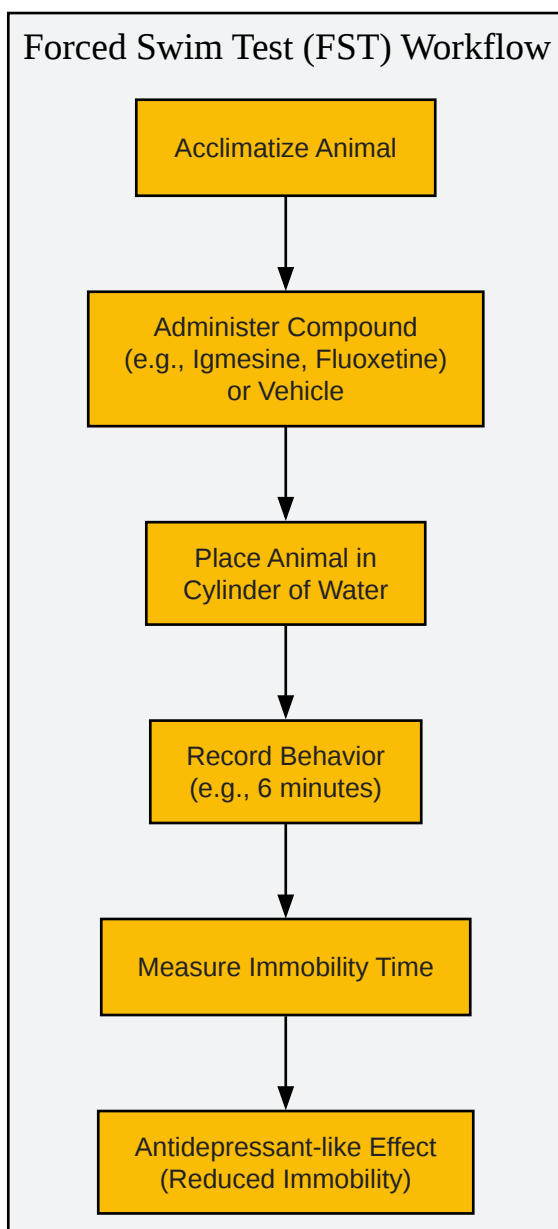 Forced Swim Test (FST) Workflow
Acclimatize Animal
Administer Compound
(e.g., Igmesine, Fluoxetine)
or Vehicle
Place Animal in
Cylinder of Water
Record Behavior
(e.g., 6 minutes)
Measure Immobility Time
Antidepressant-like Effect
(Reduced Immobility)